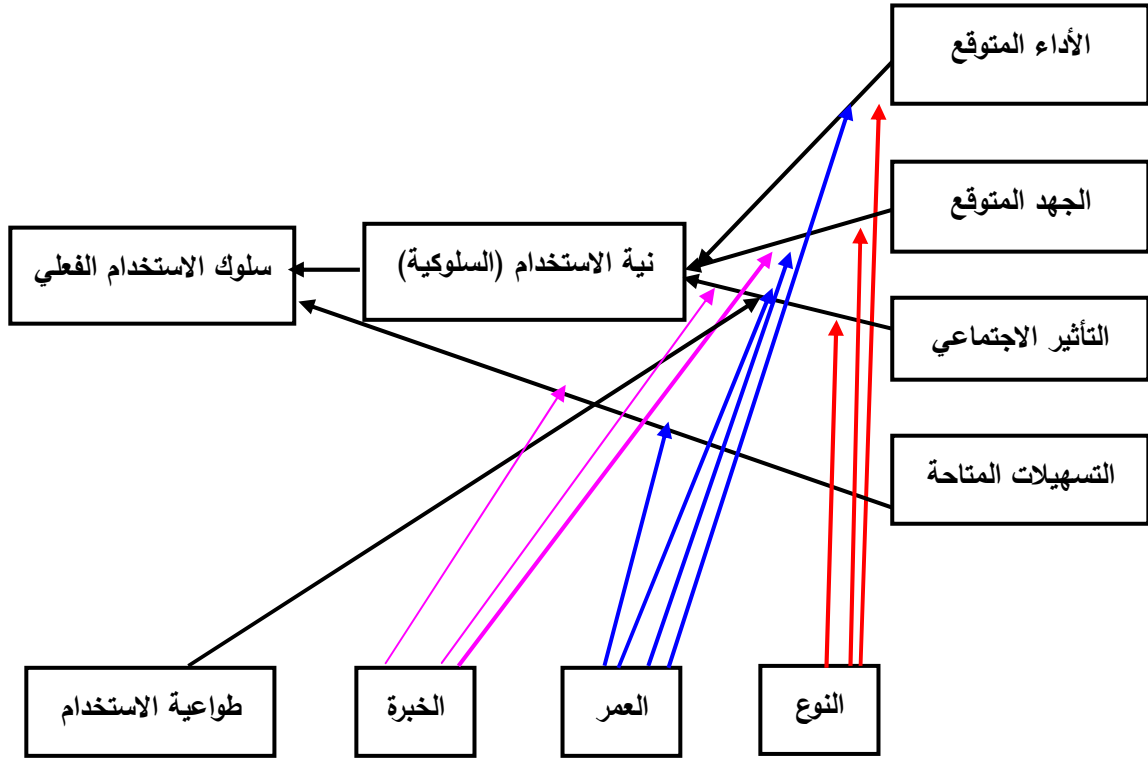 الأداء المتوقع
الجهد المتوقع
نية الاستخدام (السلوكية)
سلوك الاستخدام الفعلي
التأثير الاجتماعي
التسهيلات المتاحة
النوع
العمر
الخبرة
طواعية الاستخدام